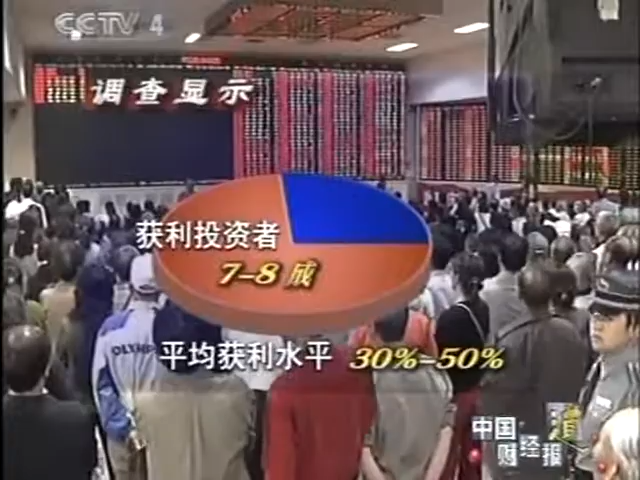 CCTV 4
调查显示
获利投资者
7-8 成
平均获利水平 30%-50%
OLYMP
中国
财经报道